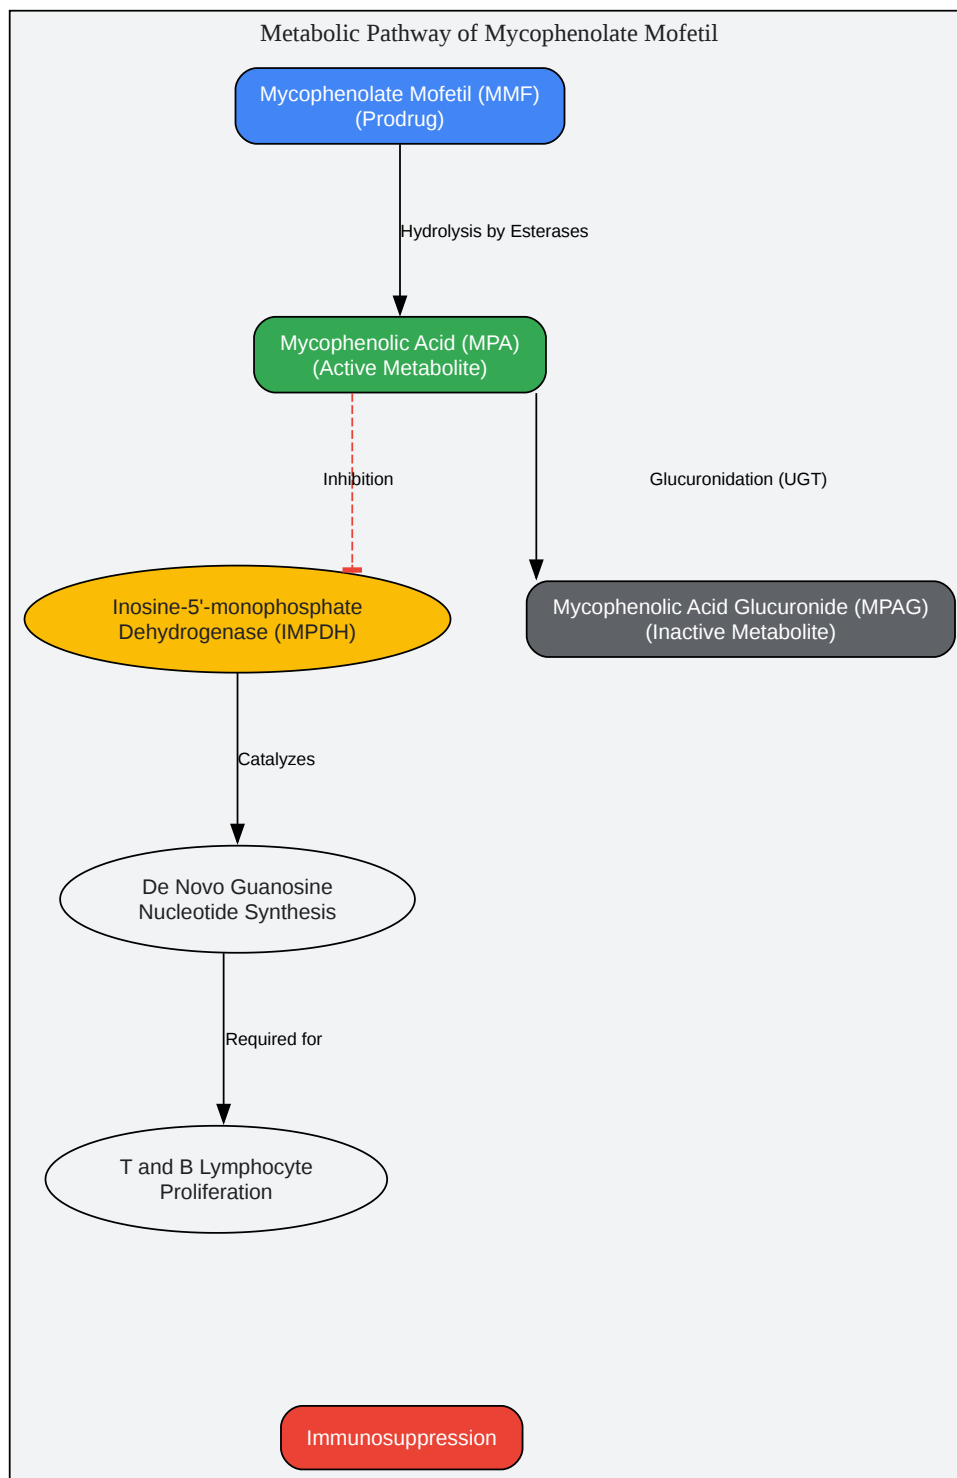 Metabolic Pathway of Mycophenolate Mofetil
Mycophenolate Mofetil (MMF)
(Prodrug)
Hydrolysis by Esterases
Mycophenolic Acid (MPA)
(Active Metabolite)
Inhibition
Glucuronidation (UGT)
Inosine-5'-monophosphate
Dehydrogenase (IMPDH)
Mycophenolic Acid Glucuronide (MPAG)
(Inactive Metabolite)
Catalyzes
De Novo Guanosine
Nucleotide Synthesis
Required for
T and B Lymphocyte
Proliferation
Immunosuppression